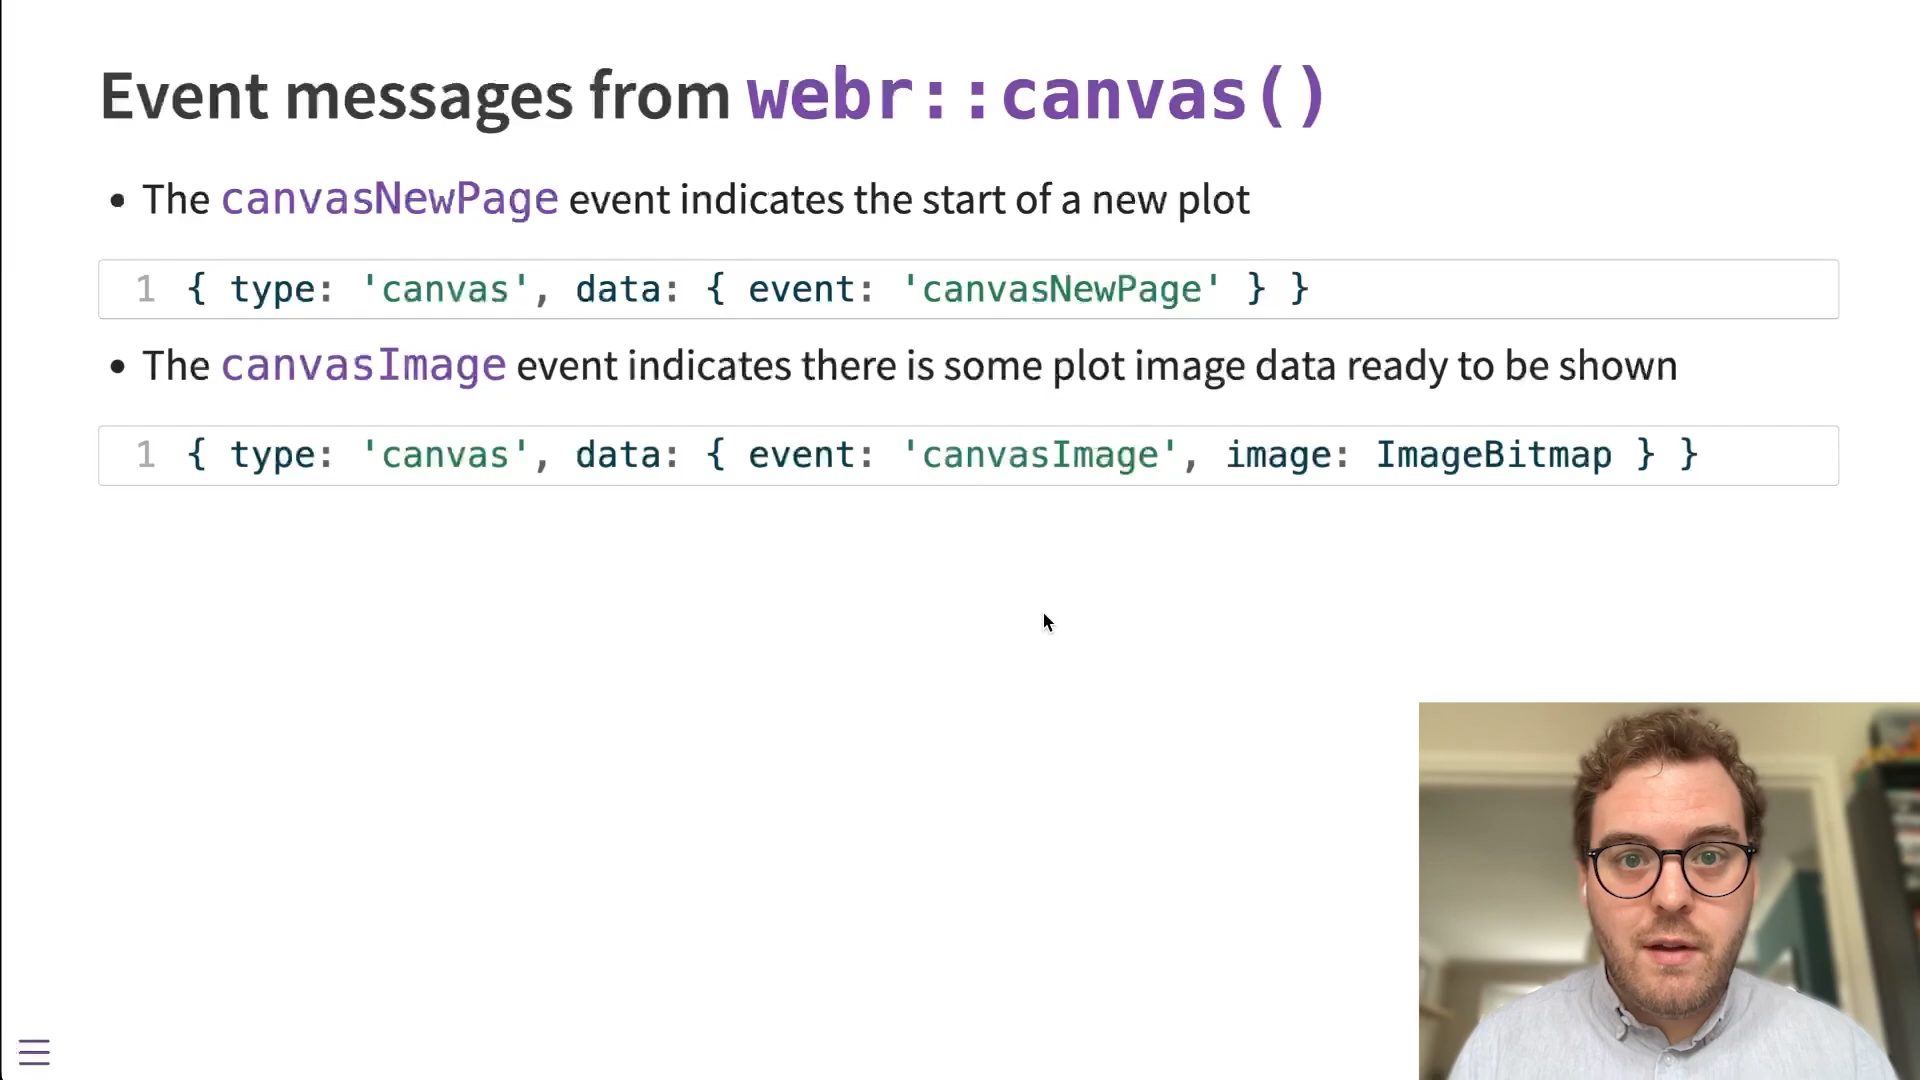 Event messages from webr::canvas()
• The canvasNewPage event indicates the start of a new plot
1 { type: 'canvas', data: { event: 'canvasNewPage' } }
• The canvasImage event indicates there is some plot image data ready to be shown
1 { type: 'canvas', data: { event: 'canvasImage', image: ImageBitmap } }